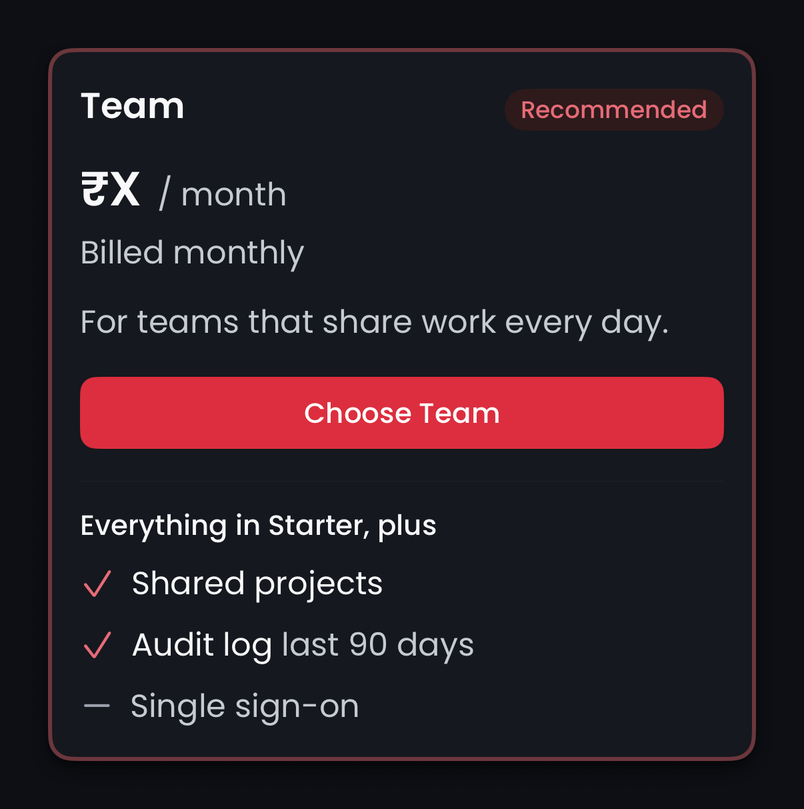 Team
Recommended
₹X / month
Billed monthly
For teams that share work every day.
Choose Team
Everything in Starter, plus
Shared projects
Audit log last 90 days
Single sign-on